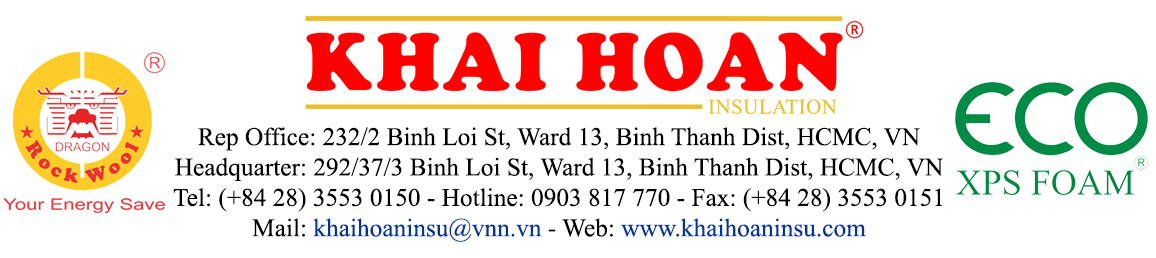 KHAI HOAN®
INSULATION
®
DRAGON
★ Rock Wool ★
Your Energy Save
Rep Office: 232/2 Binh Loi St, Ward 13, Binh Thanh Dist, HCMC, VN
Headquarter: 292/37/3 Binh Loi St, Ward 13, Binh Thanh Dist, HCMC, VN
Tel: (+84 28) 3553 0150 - Hotline: 0903 817 770 - Fax: (+84 28) 3553 0151
Mail: khaihoaninsu@vnn.vn - Web: www.khaihoaninsu.com
ECO
XPS FOAM®